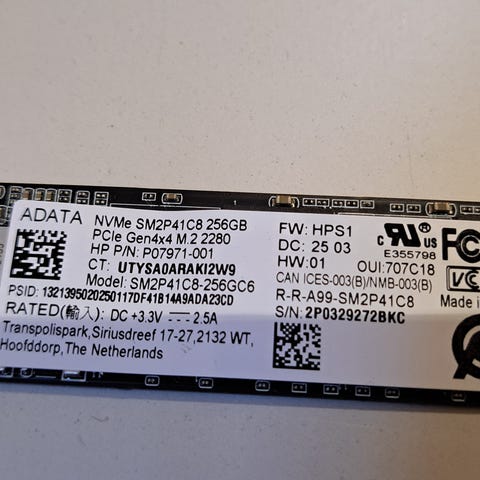 ADATA
NVMe SM2P41C8 256GB
PCIe Gen4x4 M.2 2280
HP P/N: P07971-001
CT: UTYSA0ARAKI2W9
Model: SM2P41C8-256GC6
PSID: 1321395020250117DF41B14A9ADA23CD
RATED(輸入): DC +3.3V ⎓ 2.5A
Transpolispark, Siriusdreef 17-27,2132 WT,
Hoofddorp, The Netherlands
FW: HPS1
DC: 25 03
HW:01
E355798
OUI:707C18
CAN ICES-003(B)/NMB-003(B)
R-R-A99-SM2P41C8
S/N: 2P0329272BKC
FC
VC
Made in